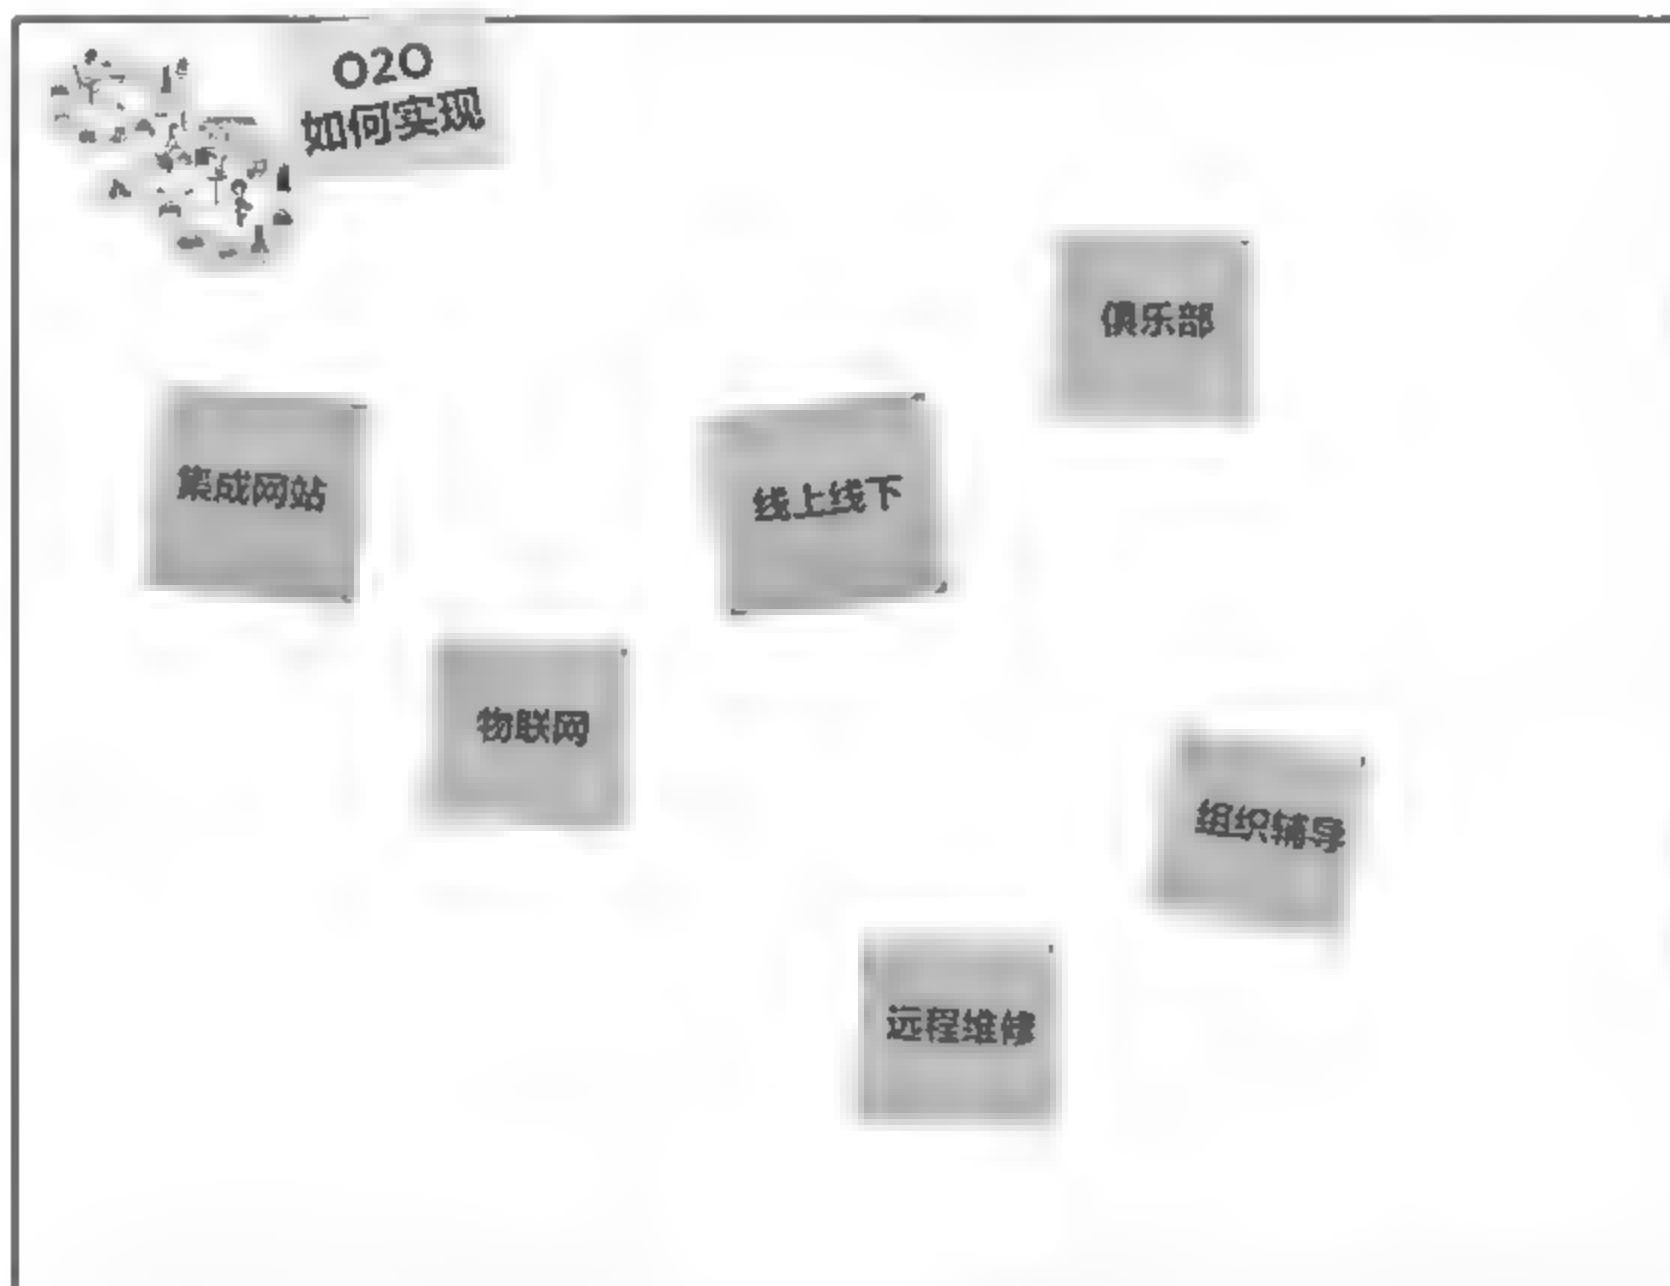 O2O
如何实现
俱乐部
集成网站
线上线下
物联网
组织辅导
远程维修